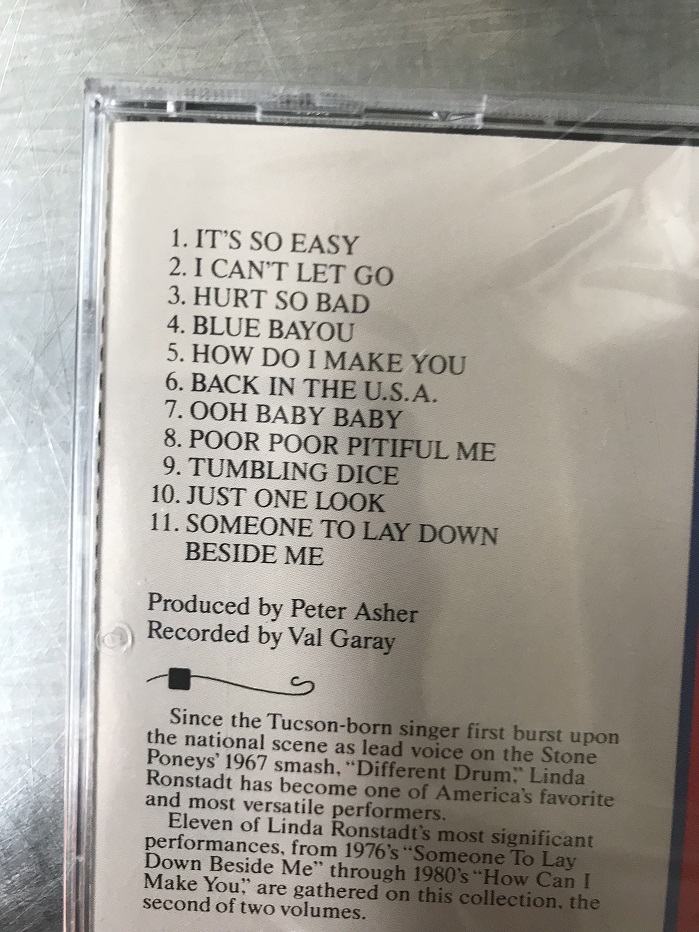 1. IT'S SO EASY
2. I CAN'T LET GO
3. HURT SO BAD
4. BLUE BAYOU
5. HOW DO I MAKE YOU
6. BACK IN THE U.S.A.
7. OOH BABY BABY
8. POOR POOR PITIFUL ME
9. TUMBLING DICE
10. JUST ONE LOOK
11. SOMEONE TO LAY DOWN
BESIDE ME
Produced by Peter Asher
Recorded by Val Garay
Since the Tucson-born singer first burst upon
the national scene as lead voice on the Stone
Poneys' 1967 smash, "Different Drum," Linda
Ronstadt has become one of America's favorite
and most versatile performers.
Eleven of Linda Ronstadt's most significant
performances, from 1976's "Someone To Lay
Down Beside Me" through 1980's "How Can I
Make You," are gathered on this collection, the
second of two volumes.